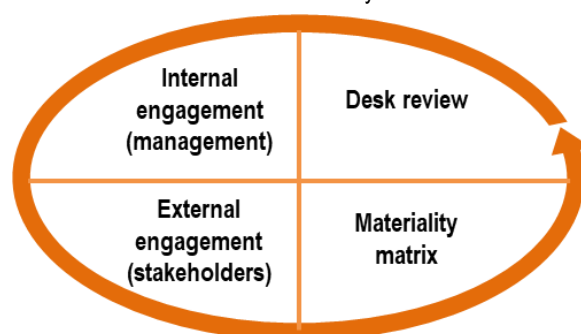 Internal
engagement
(management)
Desk review
External
engagement
(stakeholders)
Materiality
matrix